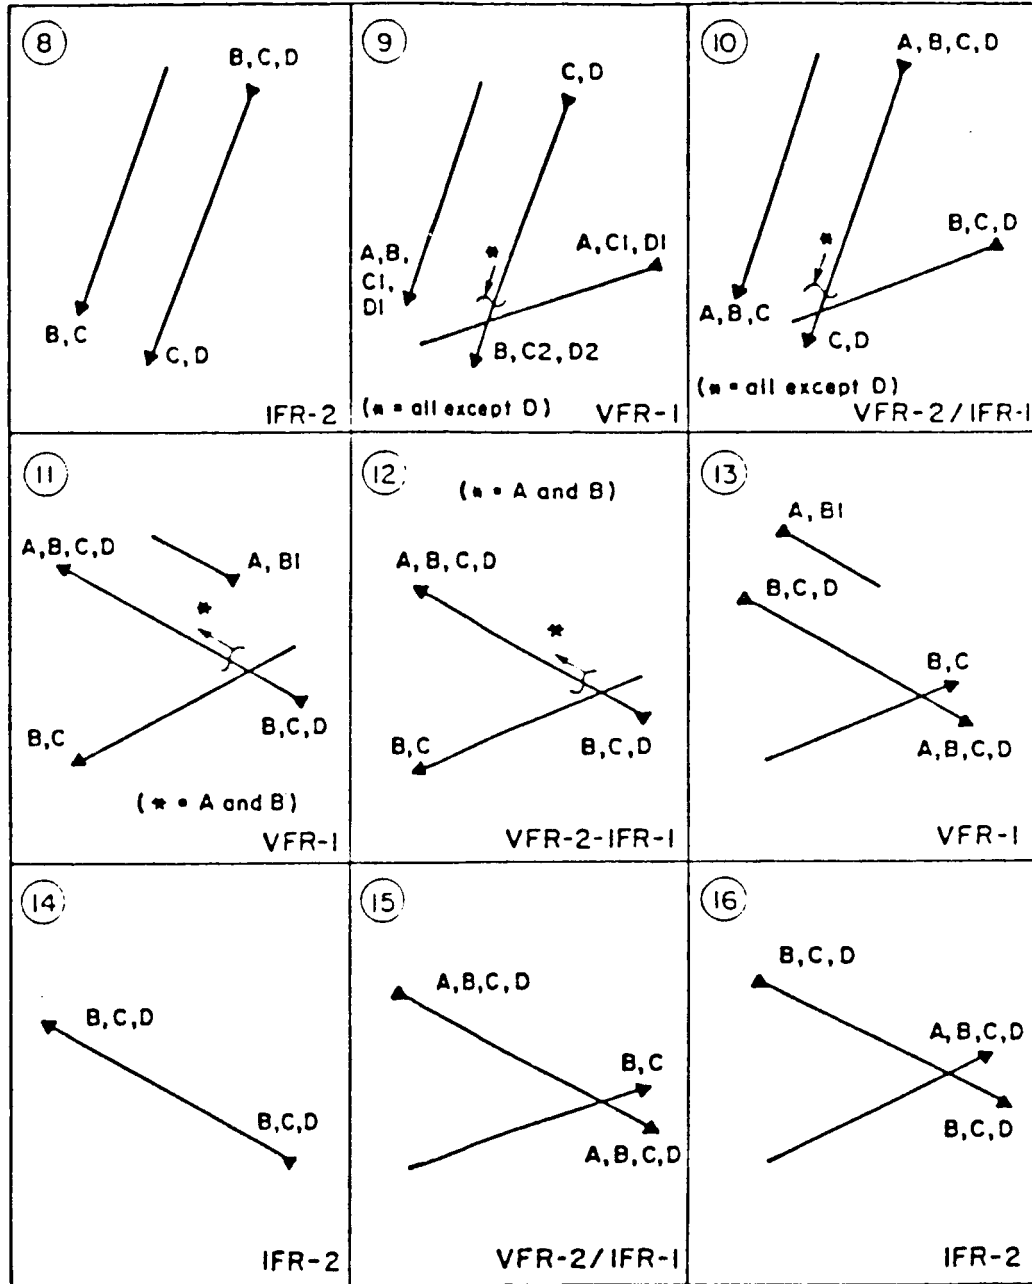 8
B, C, D
B, C
C, D
IFR-2
9
C, D
A, B,
C1,
D1
*
A, C1, D1
B, C2, D2
(* = all except D)
VFR-1
10
A, B, C, D
*
B, C, D
A, B, C
C, D
(* = all except D)
VFR-2/IFR-1
11
A, B, C, D
A, B1
*
B, C
B, C, D
(* = A and B)
VFR-1
12
(* = A and B)
A, B, C, D
*
B, C
B, C, D
VFR-2-IFR-1
13
A, B1
B, C, D
B, C
A, B, C, D
VFR-1
14
B, C, D
B, C, D
IFR-2
15
A, B, C, D
B, C
A, B, C, D
VFR-2/IFR-1
16
B, C, D
A, B, C, D
B, C, D
IFR-2